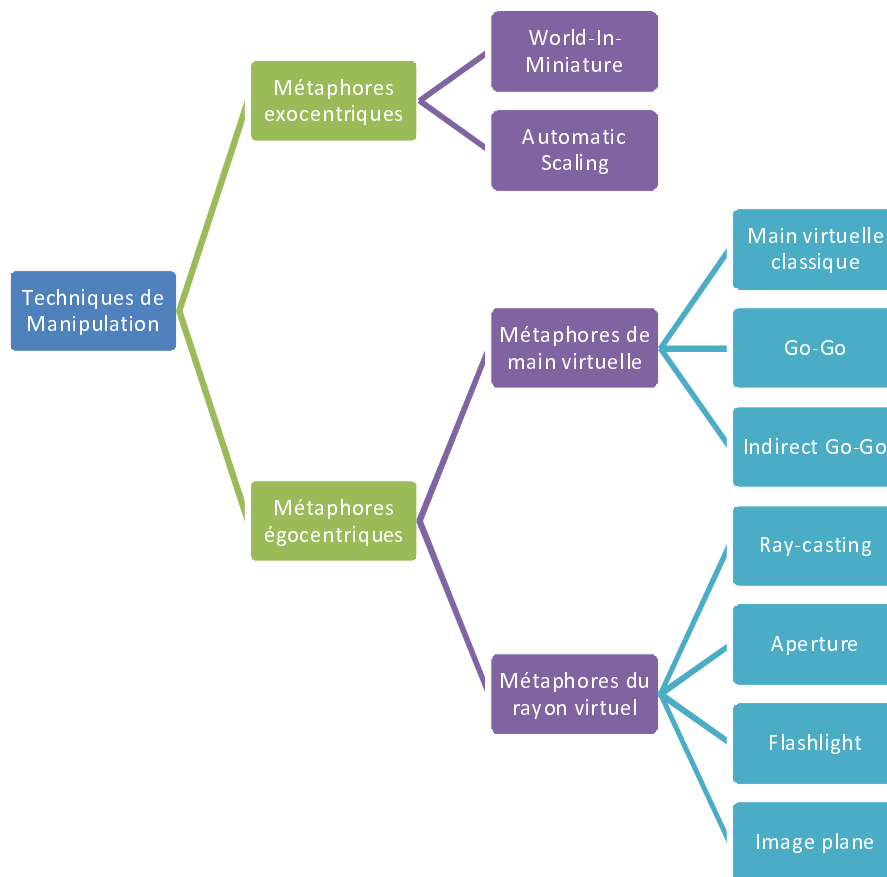 World-In-
Miniature
Métaphores
exocentriques
Automatic
Scaling
Main virtuelle
classique
Techniques de
Manipulation
Métaphores de
main virtuelle
Go-Go
Indirect Go-Go
Métaphores
égocentriques
Ray-casting
Aperture
Métaphores du
rayon virtuel
Flashlight
Image plane